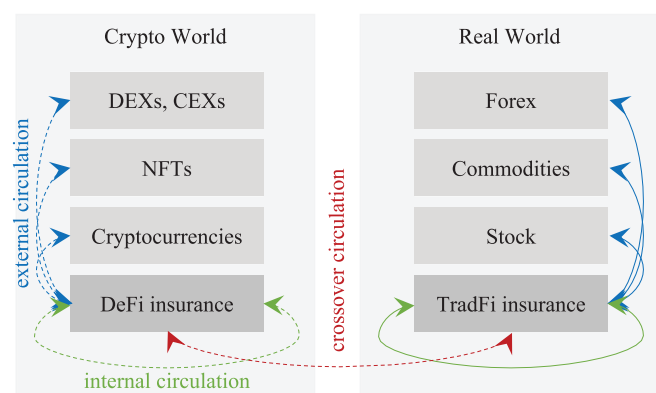 Crypto World
DEXs, CEXs
NFTs
Cryptocurrencies
DeFi insurance
external circulation
internal circulation
crossover circulation
Real World
Forex
Commodities
Stock
TradFi insurance